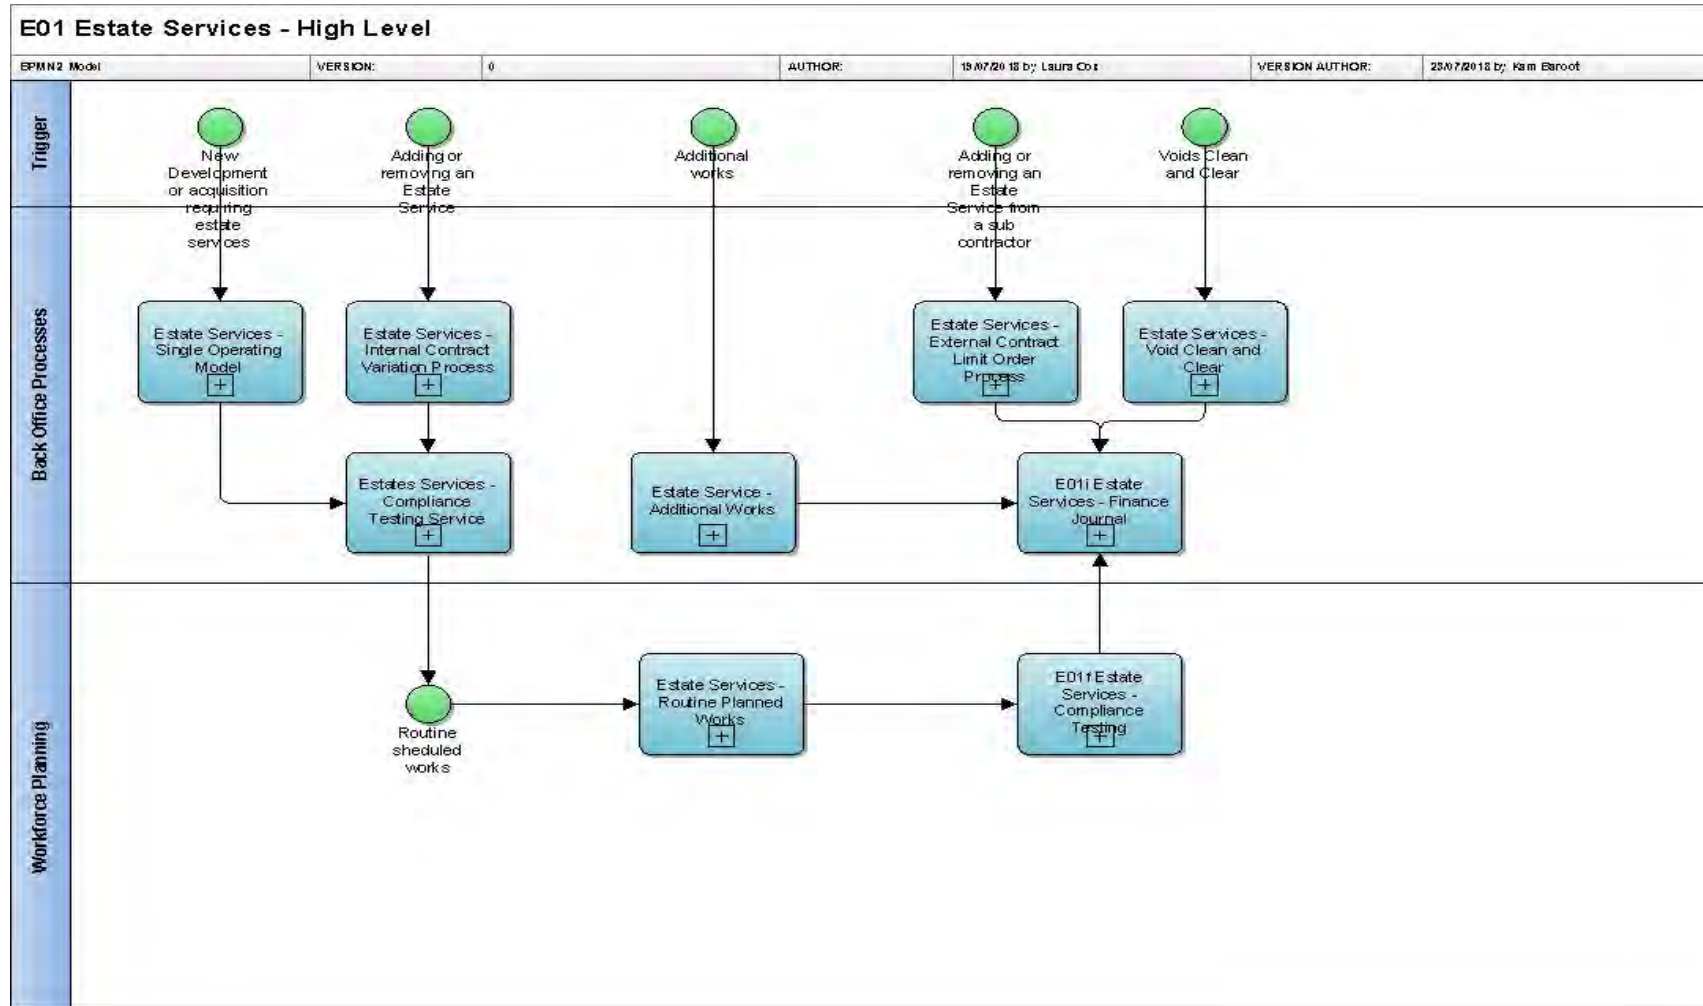 E01 Estate Services - High Level
BPMN2 Model
VERSION:
0
AUTHOR:
19/07/2018 by Laura Cox
VERSION AUTHOR:
23/07/2018 by Kam
Trigger
New
Development
or acquisition
requiring
estate
services
Adding or
removing an
Estate
Service
Additional
works
Adding or
removing an
Estate
Service from
a sub
contractor
Voids Clean
and Clear
Back Office Processes
Estate Services -
Single Operating
Model
Estate Services -
Internal Contract
Variation Process
Estate Services -
External Contract
Limit Order
Process
Estate Services -
Void Clean and
Clear
Estates Services -
Compliance
Testing Service
Estate Service -
Additional Works
E01i Estate
Services - Finance
Journal
Workforce Planning
Routine
sheduled
works
Estate Services -
Routine Planned
Works
E01f Estate
Services -
Compliance
Testing